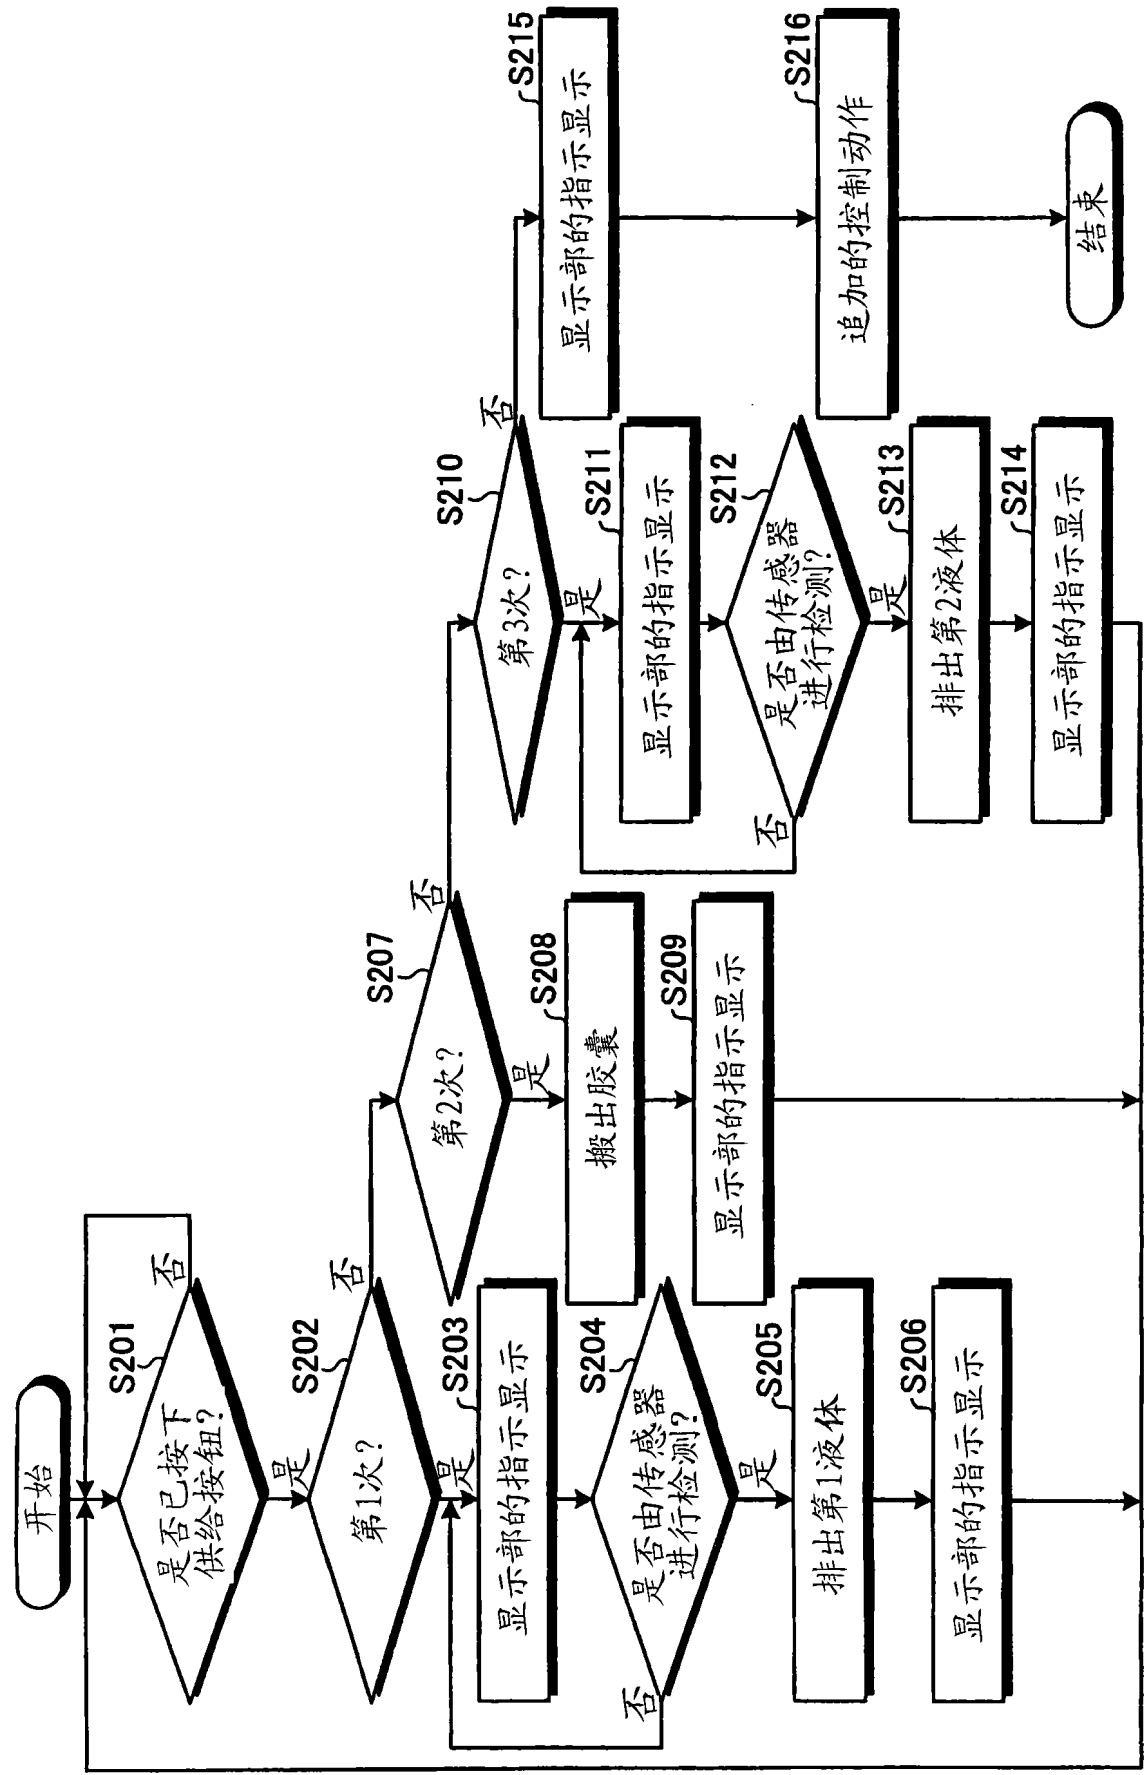 开始
S201
是否已按下
供给按钮?
否
是
S202
第1次?
否
是
S203
显示部的指示显示
S204
是否由传感器
进行检测?
否
是
S205
排出第1液体
S206
显示部的指示显示
S207
第2次?
否
是
S208
搬出胶囊
S209
显示部的指示显示
S210
第3次?
否
是
S211
显示部的指示显示
S212
是否由传感器
进行检测?
否
是
S213
排出第2液体
S214
显示部的指示显示
S215
显示部的指示显示
S216
追加的控制动作
结束